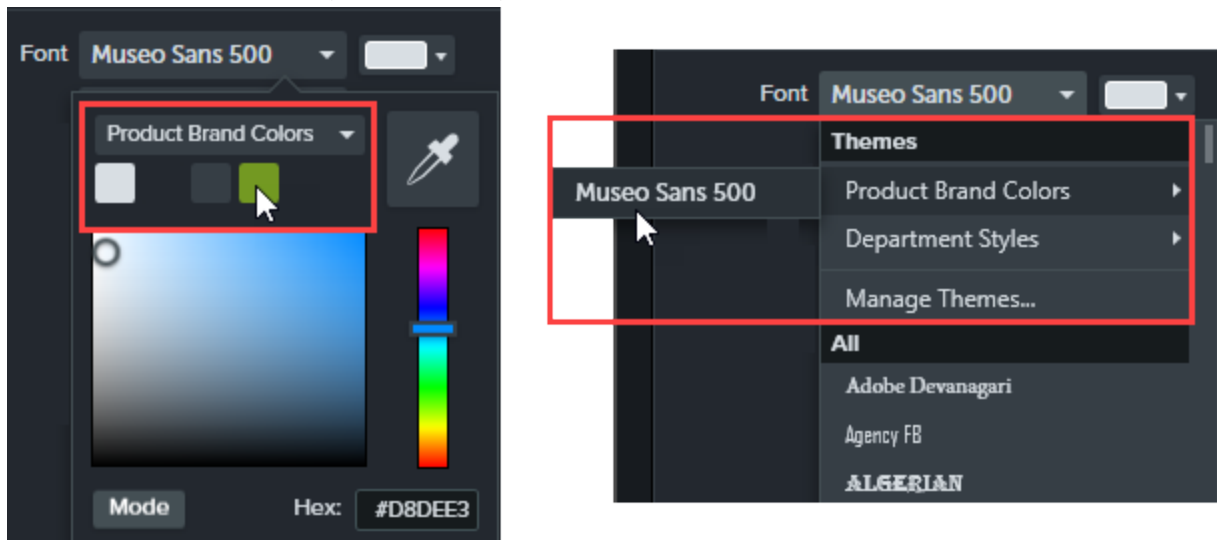 Font Museo Sans 500
Product Brand Colors
Mode Hex: #D8DEE3
Font Museo Sans 500
Themes
Museo Sans 500 Product Brand Colors
Department Styles
Manage Themes...
All
Adobe Devanagari
Agency FB
ALGERIAN